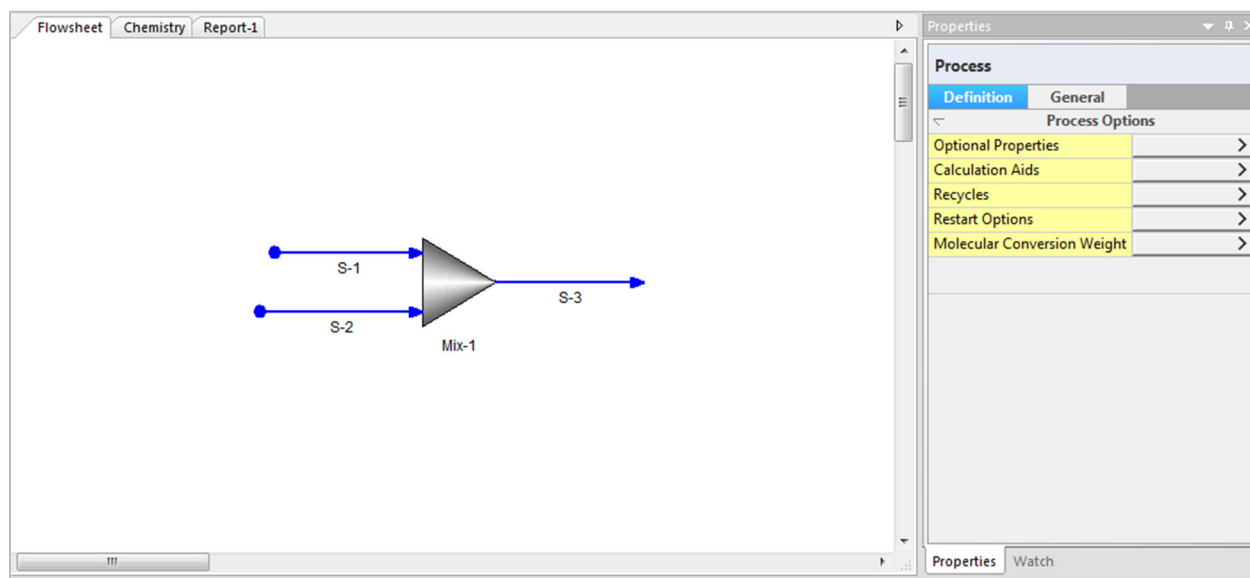 Flowsheet Chemistry Report-1
S-1
S-2
S-3
Mix-1
Properties
Process
Definition General
Process Options
Optional Properties
Calculation Aids
Recycles
Restart Options
Molecular Conversion Weight
Properties Watch